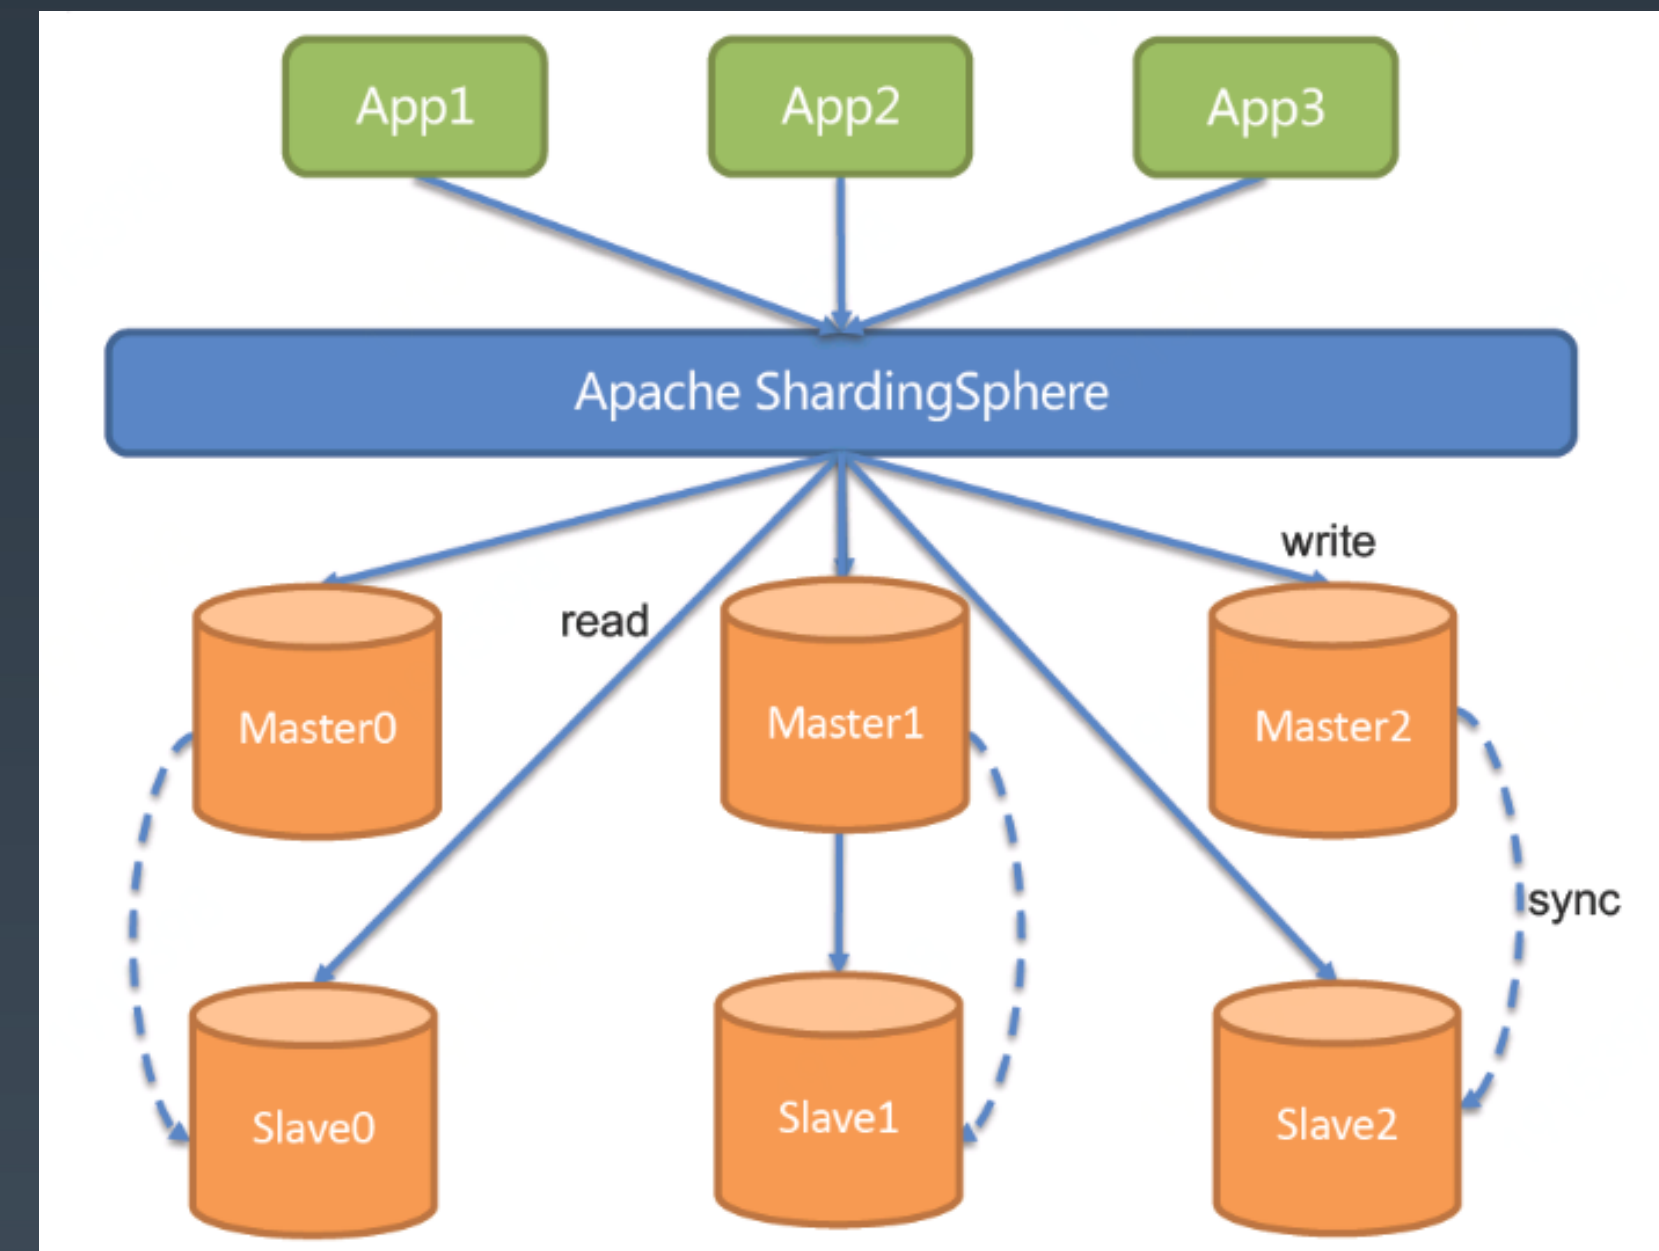 App1
App2
App3
Apache ShardingSphere
write
read
Master0
Master1
Master2
sync
Slave0
Slave1
Slave2